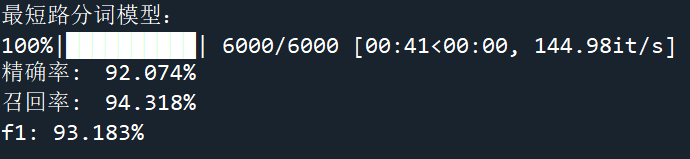 最短路分词模型:
100%|██████████| 6000/6000 [00:41<00:00, 144.98it/s]
精确率: 92.074%
召回率: 94.318%
f1: 93.183%